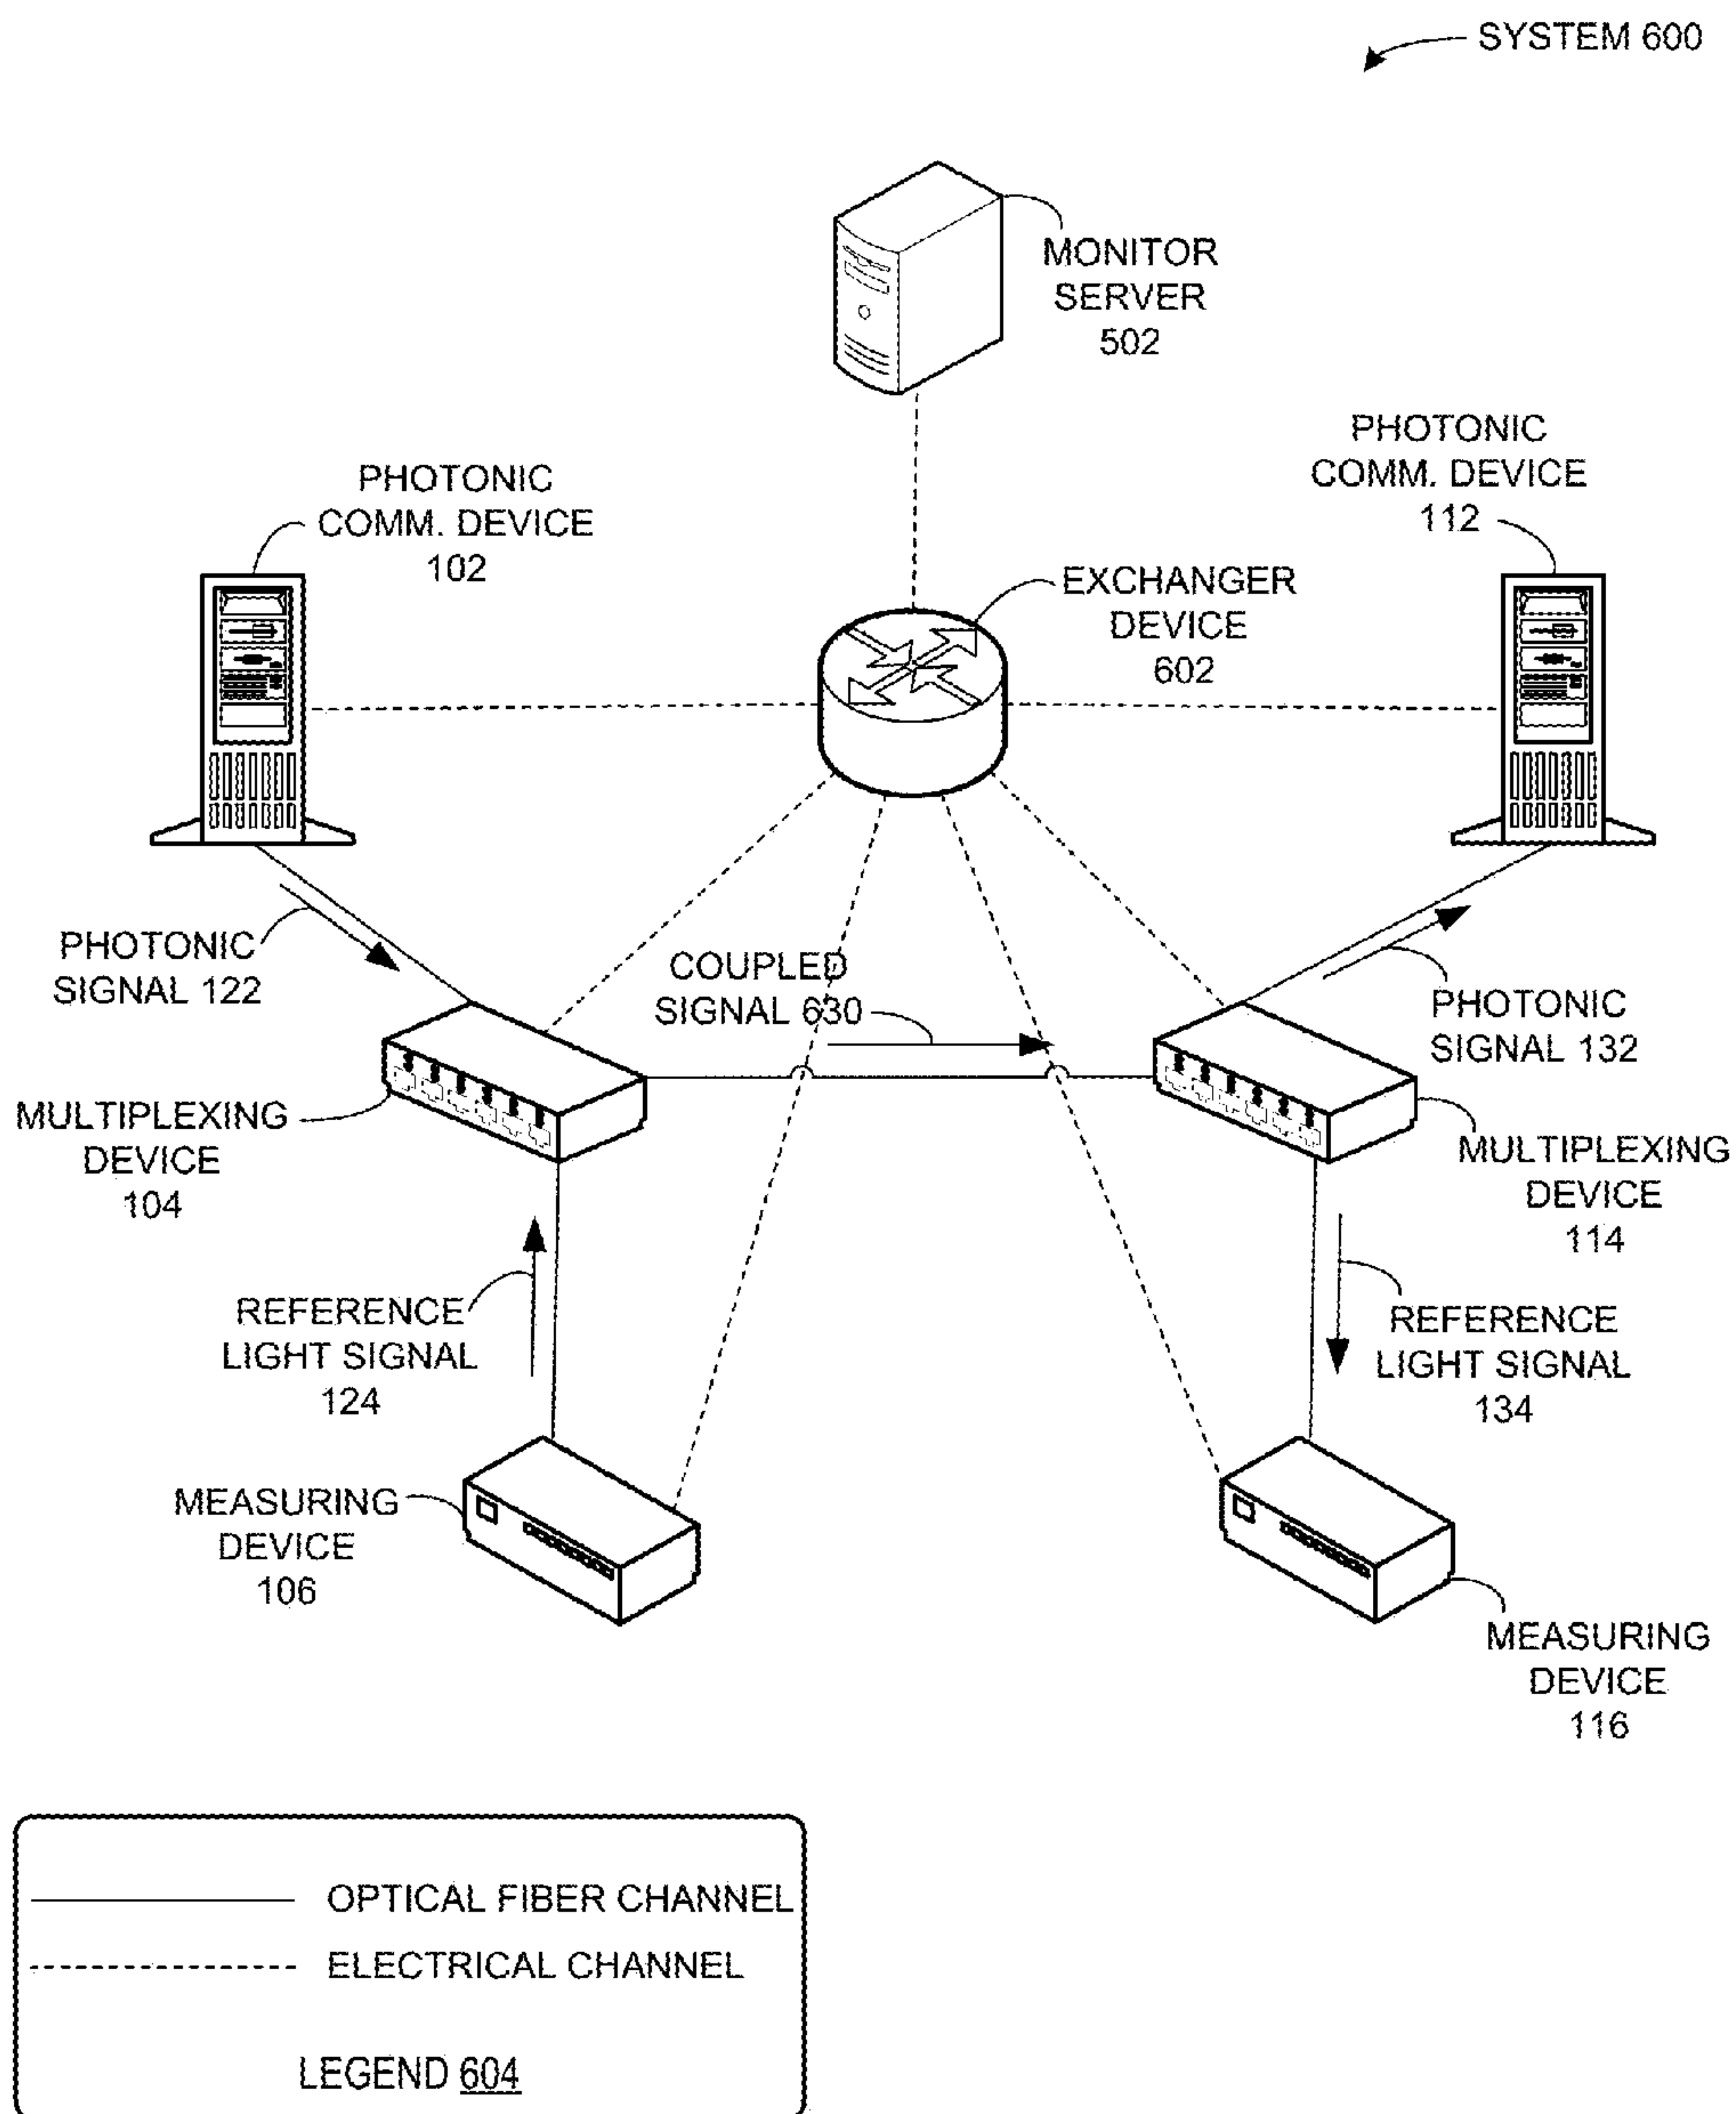 SYSTEM 600
MONITOR
SERVER
502
PHOTONIC
COMM. DEVICE
112
PHOTONIC
COMM. DEVICE
102
EXCHANGER
DEVICE
602
PHOTONIC
SIGNAL 122
COUPLED
SIGNAL 630
PHOTONIC
SIGNAL 132
MULTIPLEXING
DEVICE
104
MULTIPLEXING
DEVICE
114
REFERENCE
LIGHT SIGNAL
124
REFERENCE
LIGHT SIGNAL
134
MEASURING
DEVICE
106
MEASURING
DEVICE
116
OPTICAL FIBER CHANNEL
ELECTRICAL CHANNEL
LEGEND 604